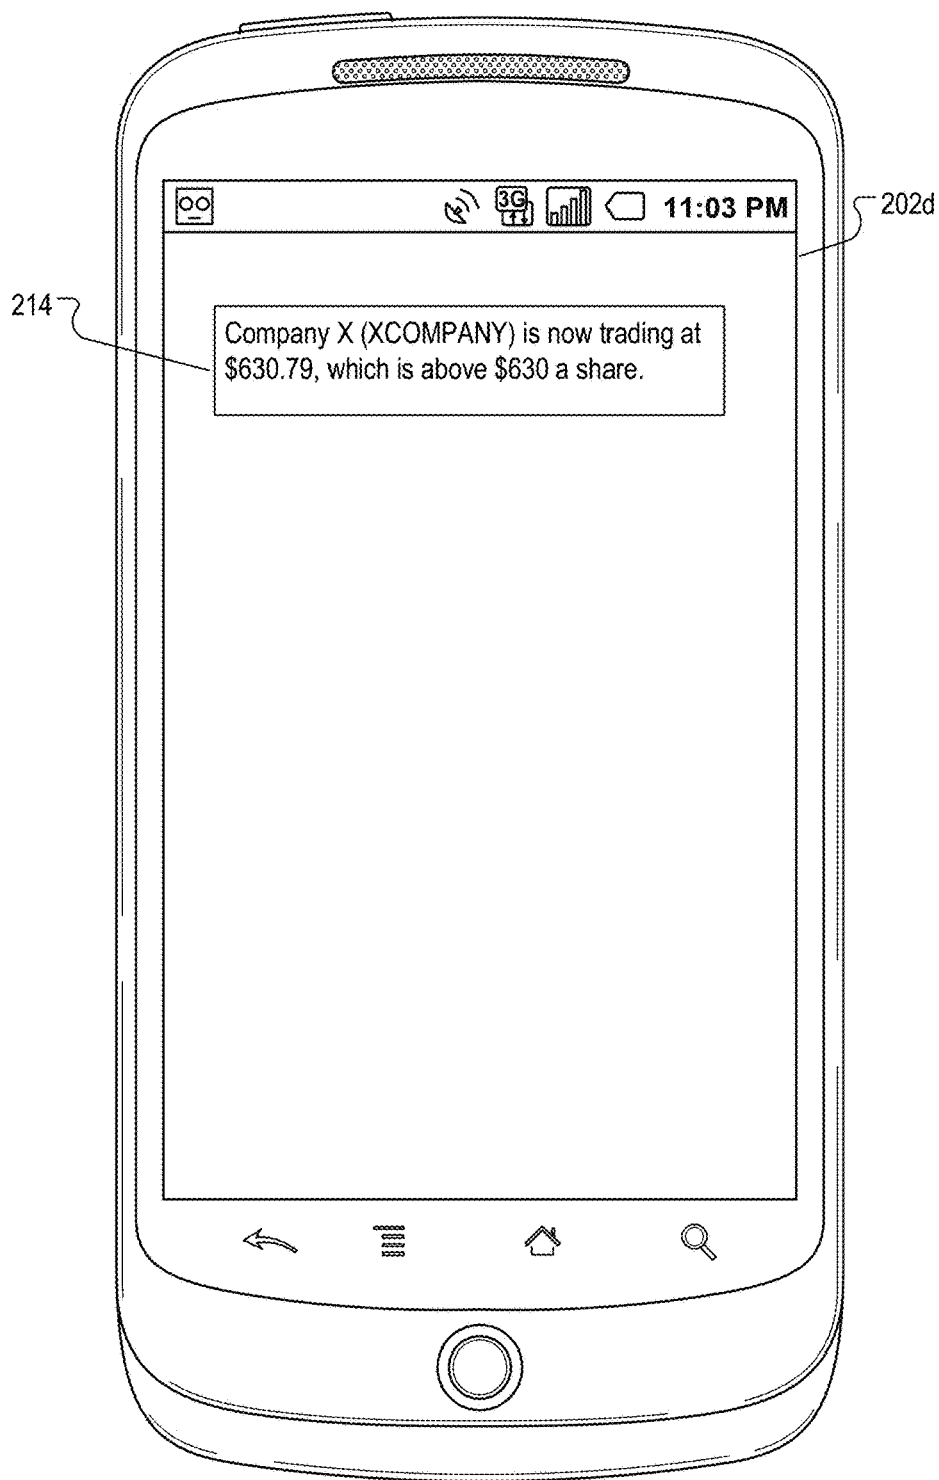 3G
11:03 PM
202d
214
Company X (XCOMPANY) is now trading at
$630.79, which is above $630 a share.